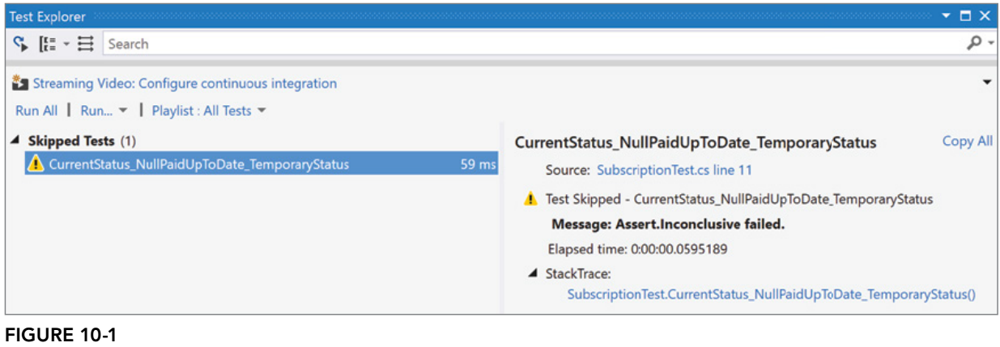 Test Explorer
Search
Streaming Video: Configure continuous integration
Run All | Run... | Playlist : All Tests
Skipped Tests (1)
CurrentStatus_NullPaidUpToDate_TemporaryStatus 59 ms
CurrentStatus_NullPaidUpToDate_TemporaryStatus Copy All
Source: SubscriptionTest.cs line 11
Test Skipped - CurrentStatus_NullPaidUpToDate_TemporaryStatus
Message: Assert.Inconclusive failed.
Elapsed time: 0:00:00.0595189
StackTrace:
SubscriptionTest.CurrentStatus_NullPaidUpToDate_TemporaryStatus()
FIGURE 10-1